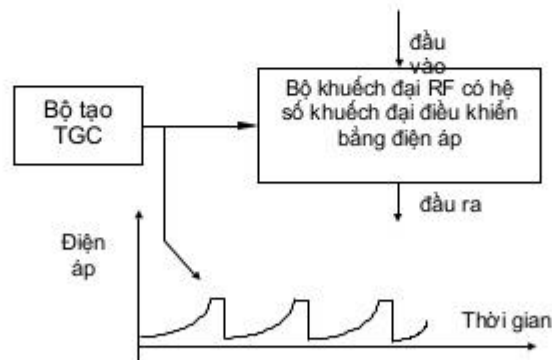 đầu
vào
Bộ tạo
TGC
Bộ khuếch đại RF có hệ
số khuếch đại điều khiển
bằng điện áp
đầu ra
Điện
áp
Thời gian